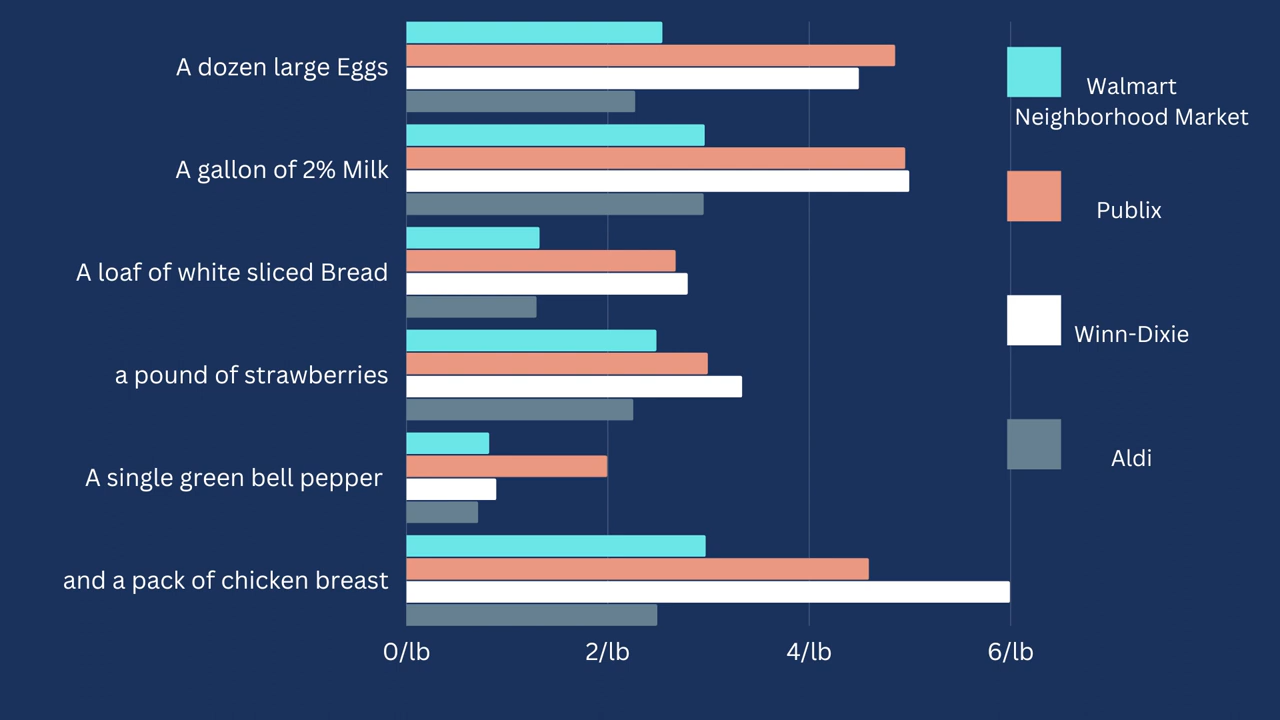 A dozen large Eggs
A gallon of 2% Milk
A loaf of white sliced Bread
a pound of strawberries
A single green bell pepper
and a pack of chicken breast
0/lb
2/lb
4/lb
6/lb
Walmart
Neighborhood Market
Publix
Winn-Dixie
Aldi